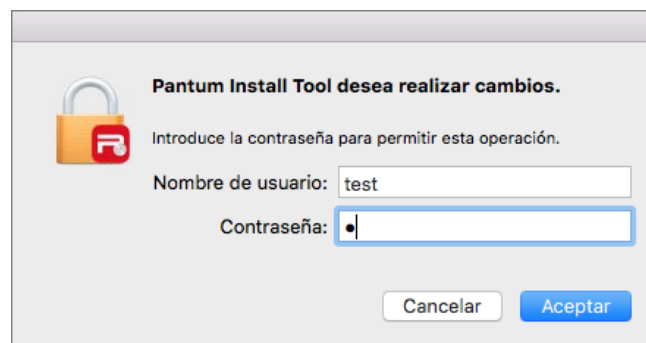 Pantum Install Tool desea realizar cambios.
Introduce la contraseña para permitir esta operación.
Nombre de usuario: test
Contraseña: •
Cancelar Aceptar